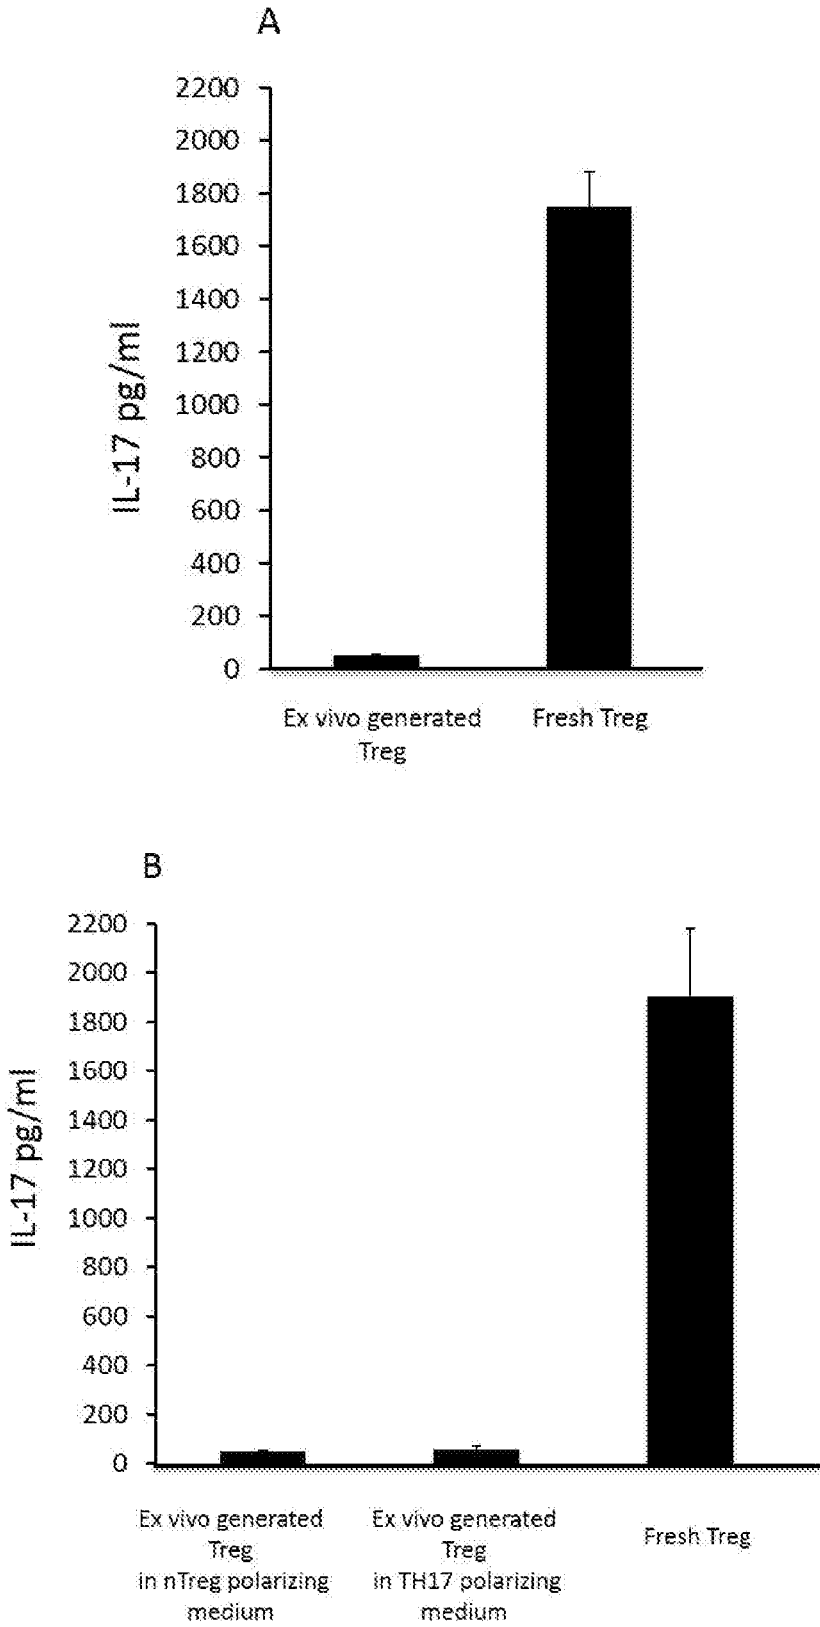 A
2200
2000
1800
1600
1400
1200
1000
800
600
400
200
0
IL-17 pg/ml
Ex vivo generated
Treg
Fresh Treg
B
2200
2000
1800
1600
1400
1200
1000
800
600
400
200
0
IL-17 pg/ml
Ex vivo generated
Treg
in nTreg polarizing
medium
Ex vivo generated
Treg
in TH17 polarizing
medium
Fresh Treg